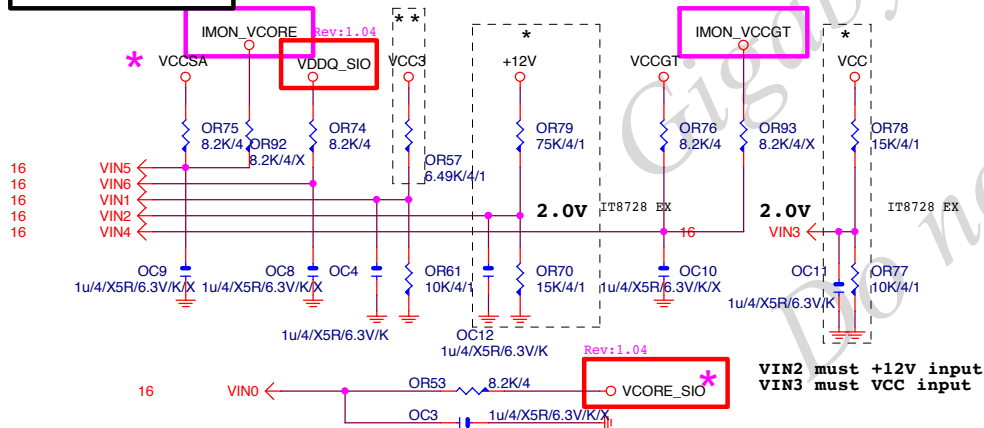 IMON_VCORE
Rev:1.04
**
*
IMON_VCCGT
*
*
VCCSA
VDDQ_SIO
VCC3
+12V
VCCGT
VCC
OR75
8.2K/4
OR92
8.2K/4/X
OR74
8.2K/4
OR57
6.49K/4/1
OR79
75K/4/1
OR76
8.2K/4
OR93
8.2K/4/X
OR78
15K/4/1
16 VIN5
16 VIN6
16 VIN1
16 VIN2
16 VIN4
2.0V
IT8728 EX
16
2.0V
VIN3
IT8728 EX
OC9
1u/4/X5R/6.3V/K/X
OC8
1u/4/X5R/6.3V/K/X
OC4
1u/4/X5R/6.3V/K
OR61
10K/4/1
OC12
1u/4/X5R/6.3V/K
OR70
15K/4/1
OC10
1u/4/X5R/6.3V/K/X
OC11
1u/4/X5R/6.3V/K
OR77
10K/4/1
Rev:1.04
16 VIN0
OR53 8.2K/4
VCORE_SIO
*
OC3 1u/4/X5R/6.3V/K/X
VIN2 must +12V input
VIN3 must VCC input
Do no